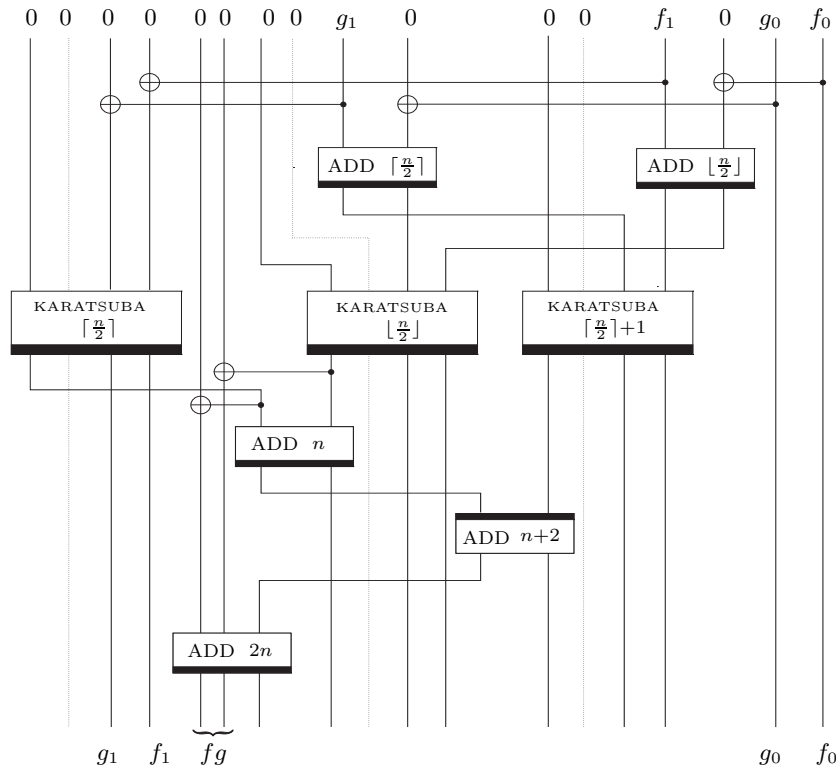 0 0 0 0 0 0 0 0 g₁ 0 0 0 f₁ 0 g₀ f₀
ADD ⌈n/2⌉ ADD ⌊n/2⌋
KARATSUBA KARATSUBA KARATSUBA
⌈n/2⌉ ⌊n/2⌋ ⌈n/2⌉+1
ADD n
ADD n+2
ADD 2n
g₁ f₁ fg g₀ f₀